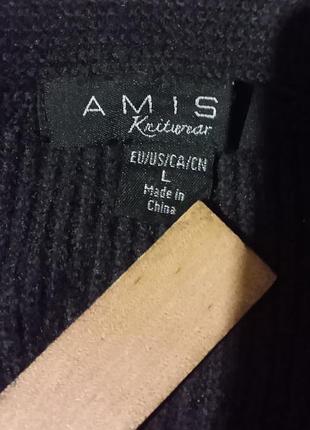 AMIS
Knitwear
EU/US/CA/CN
L
Made in
China